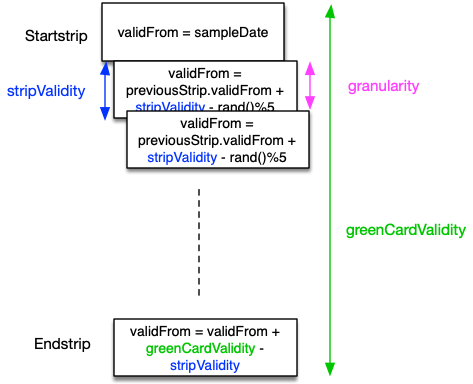 Startstrip
validFrom = sampleDate
stripValidity
validFrom =
previousStrip.validFrom +
stripValidity - rand()%5
granularity
validFrom =
previousStrip.validFrom +
stripValidity - rand()%5
greenCardValidity
Endstrip
validFrom = validFrom +
greenCardValidity -
stripValidity